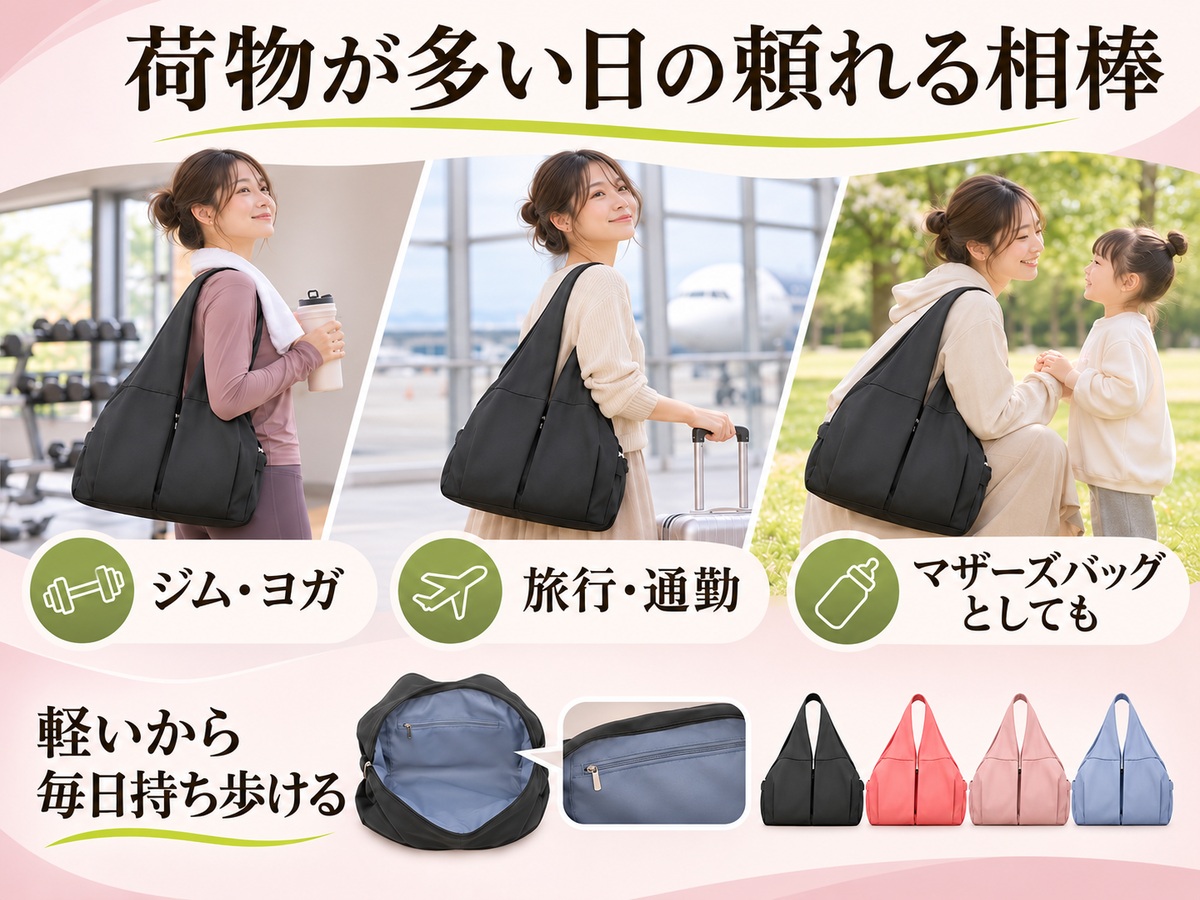 荷物が多い日の頼れる相棒
ジム・ヨガ
旅行・通勤
マザーズバッグ
としても
軽いから
毎日持ち歩ける